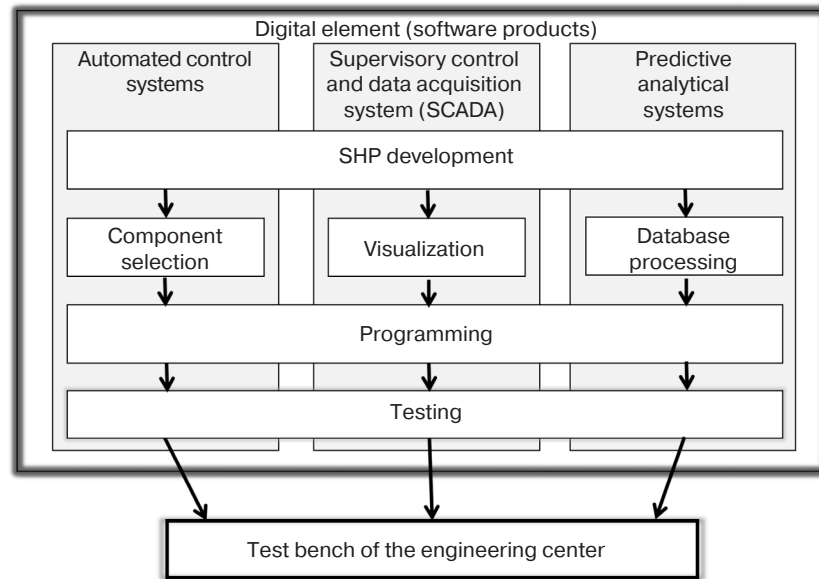 Digital element (software products)
Automated control
systems
Supervisory control
and data acquisition
system (SCADA)
Predictive
analytical
systems
SHP development
Component
selection
Visualization
Database
processing
Programming
Testing
Test bench of the engineering center